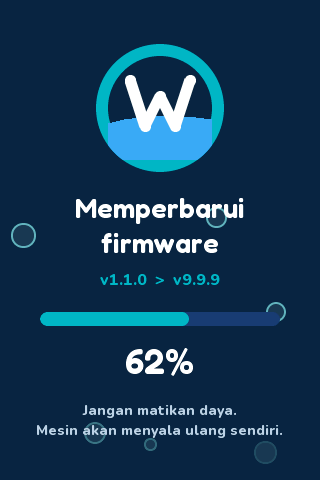 W
Memperbarui
firmware
v1.1.0 > v9.9.9
62%
Jangan matikan daya.
Mesin akan menyala ulang sendiri.